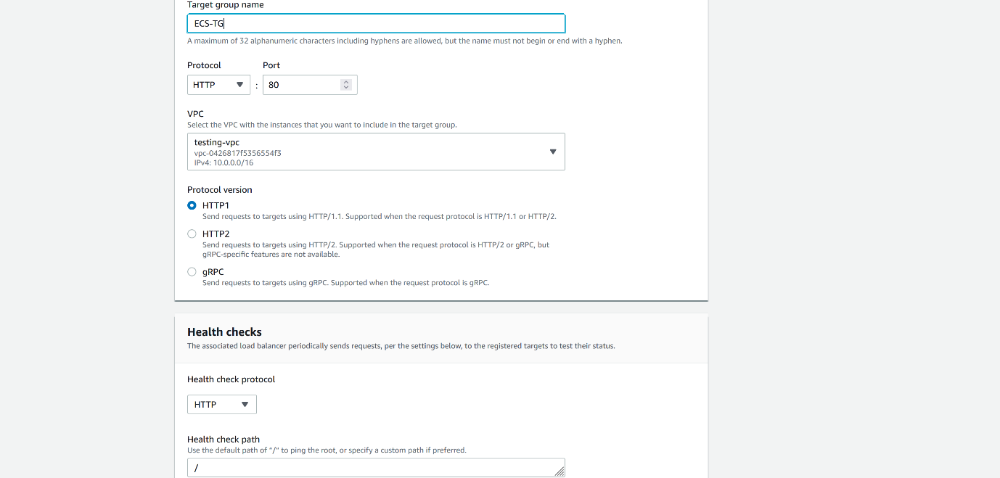 Target group name
ECS-TG
A maximum of 32 alphanumeric characters including hyphens are allowed, but the name must not begin or end with a hyphen.
Protocol Port
HTTP : 80
VPC
Select the VPC with the instances that you want to include in the target group.
testing-vpc
vpc-0426817f5356554f3
IPv4: 10.0.0.0/16
Protocol version
HTTP1
Send requests to targets using HTTP/1.1. Supported when the request protocol is HTTP/1.1 or HTTP/2.
HTTP2
Send requests to targets using HTTP/2. Supported when the request protocol is HTTP/2 or gRPC, but
gRPC-specific features are not available.
gRPC
Send requests to targets using gRPC. Supported when the request protocol is gRPC.
Health checks
The associated load balancer periodically sends requests, per the settings below, to the registered targets to test their status.
Health check protocol
HTTP
Health check path
Use the default path of "/" to ping the root, or specify a custom path if preferred.
/